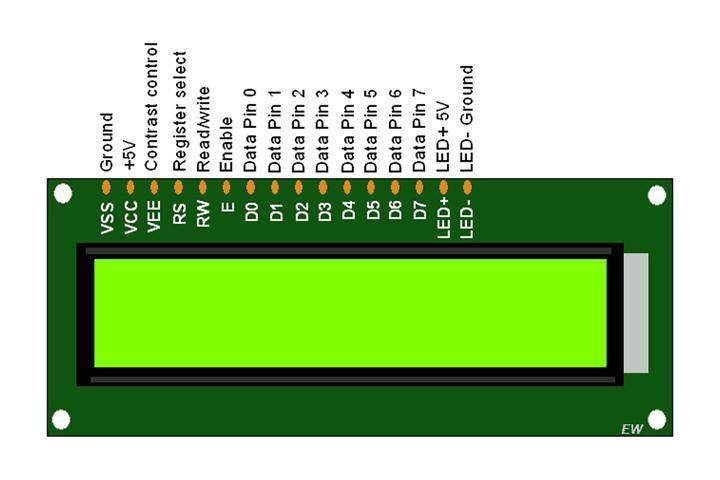 Ground
+5V
Contrast control
Register select
Read/write
Enable
Data Pin 0
Data Pin 1
Data Pin 2
Data Pin 3
Data Pin 4
Data Pin 5
Data Pin 6
Data Pin 7
LED+ 5V
LED- Ground
VSS
VCC
VEE
RS
RW
E
D0
D1
D2
D3
D4
D5
D6
D7
LED+
LED-
EW